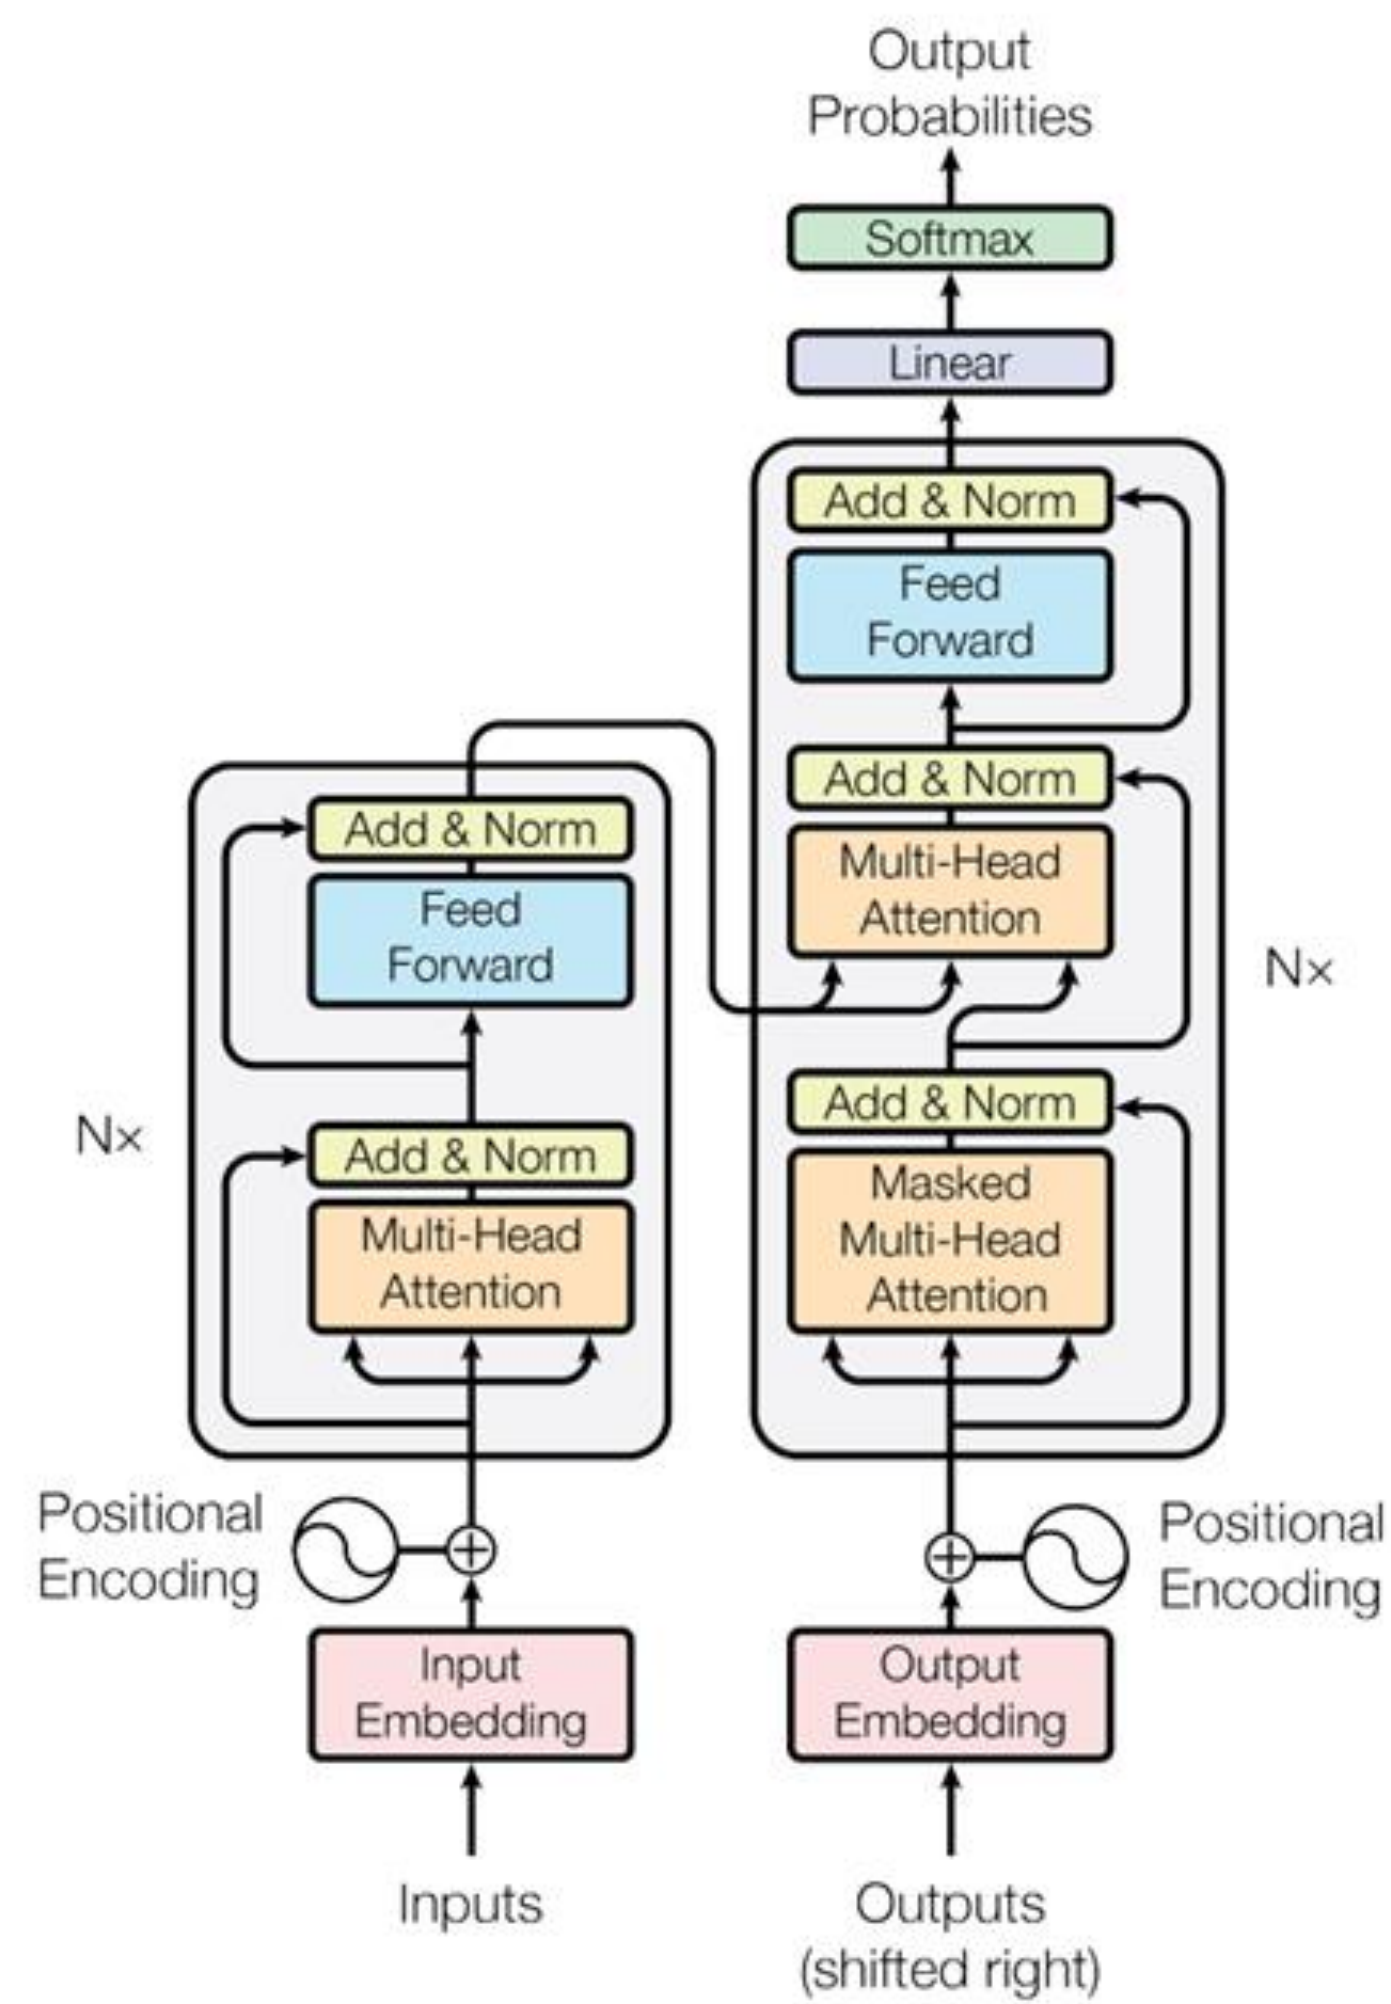 Output
Probabilities
Softmax
Linear
Add & Norm
Feed
Forward
Add & Norm
Multi-Head
Attention
Nx
Add & Norm
Masked
Multi-Head
Attention
Positional
Encoding
Output
Embedding
Outputs
(shifted right)
Add & Norm
Feed
Forward
Nx
Add & Norm
Multi-Head
Attention
Positional
Encoding
Input
Embedding
Inputs